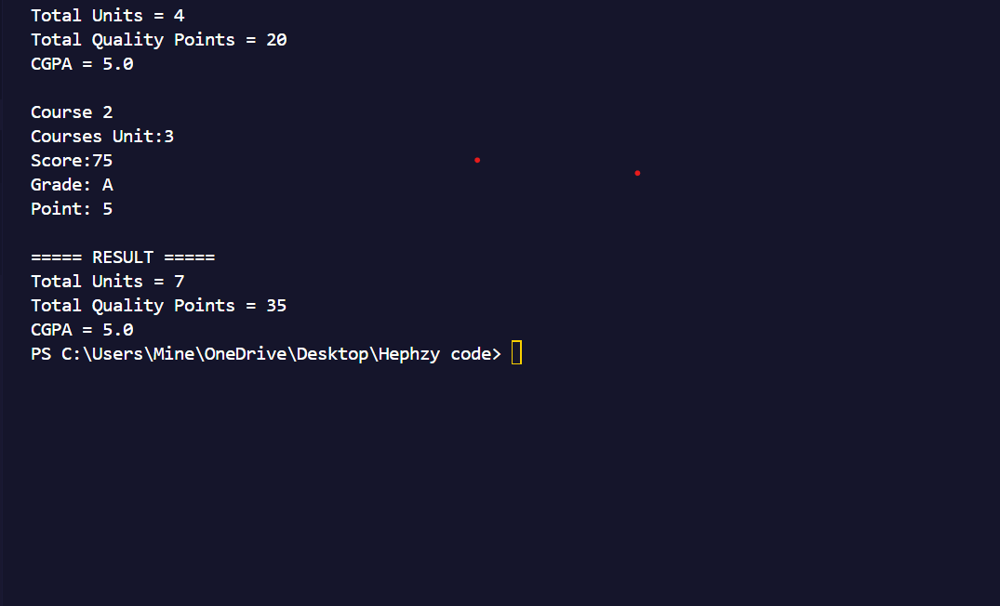 Total Units = 4
Total Quality Points = 20
CGPA = 5.0
Course 2
Courses Unit:3
Score:75
Grade: A
Point: 5
===== RESULT =====
Total Units = 7
Total Quality Points = 35
CGPA = 5.0
PS C:\Users\Mine\OneDrive\Desktop\Hephzy code>